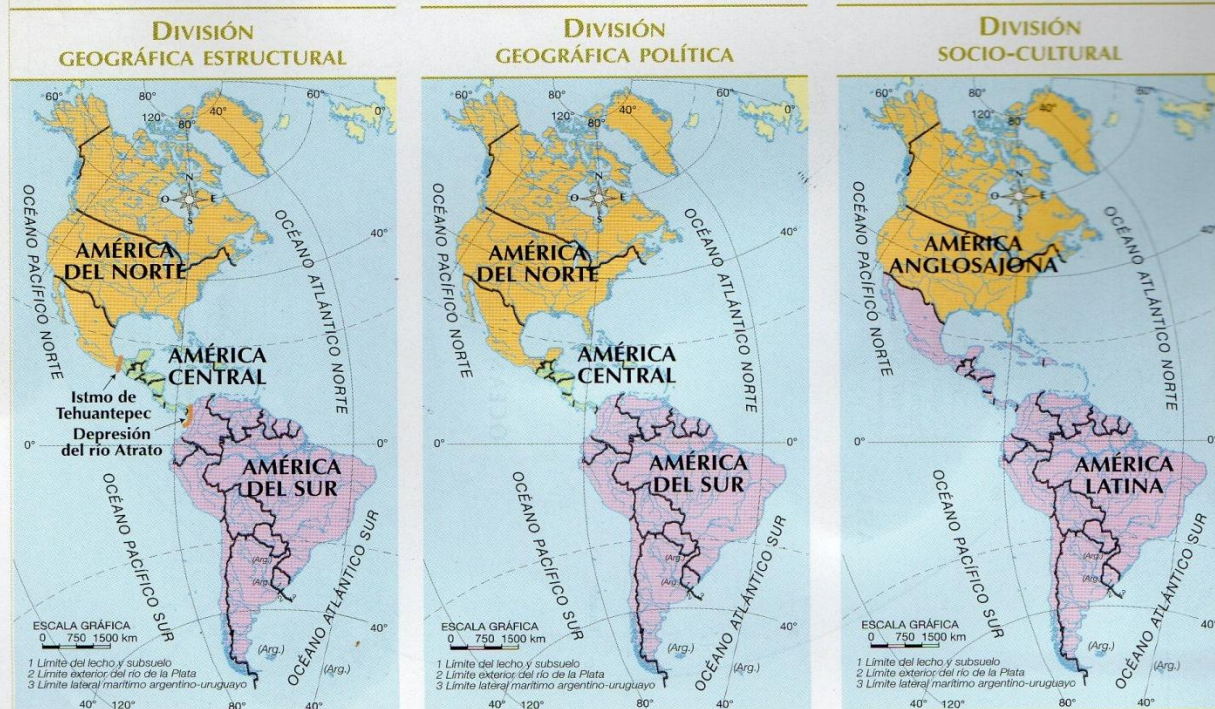 DIVISIÓN
GEOGRÁFICA ESTRUCTURAL
60°
80°
120°
80°
40°
0°
N
O
E
S
OCÉANO PACÍFICO NORTE
AMÉRICA
DEL NORTE
OCÉANO ATLÁNTICO NORTE
40°
AMÉRICA
CENTRAL
Istmo de
Tehuantepec
Depresión
del río Atrato
0°
0°
AMÉRICA
DEL SUR
OCÉANO PACÍFICO SUR
(Arg.)
(Arg.)
OCÉANO ATLÁNTICO SUR
ESCALA GRÁFICA
0 750 1500 km
(Arg.)
(Arg.)
40°
1 Límite del lecho y subsuelo
2 Límite exterior del río de la Plata
3 Límite lateral marítimo argentino-uruguayo
40° 120° 80° 40°
DIVISIÓN
GEOGRÁFICA POLÍTICA
60°
80°
120°
80°
40°
60°
0°
N
O
E
S
OCÉANO PACÍFICO NORTE
AMÉRICA
DEL NORTE
OCÉANO ATLÁNTICO NORTE
40°
AMÉRICA
CENTRAL
0°
0°
AMÉRICA
DEL SUR
OCÉANO PACÍFICO SUR
(Arg.)
(Arg.)
OCÉANO ATLÁNTICO SUR
ESCALA GRÁFICA
0 750 1500 km
(Arg.)
(Arg.)
40°
1 Límite del lecho y subsuelo
2 Límite exterior del río de la Plata
3 Límite lateral marítimo argentino-uruguayo
40° 120° 80° 40°
DIVISIÓN
SOCIO-CULTURAL
60°
80°
120°
80°
40°
60°
0°
N
O
E
S
OCÉANO PACÍFICO NORTE
AMÉRICA
ANGLOSAJONA
OCÉANO ATLÁNTICO NORTE
40°
0°
0°
AMÉRICA
LATINA
OCÉANO PACÍFICO SUR
(Arg.)
(Arg.)
OCÉANO ATLÁNTICO SUR
ESCALA GRÁFICA
0 750 1500 km
(Arg.)
(Arg.)
40°
1 Límite del lecho y subsuelo
2 Límite exterior del río de la Plata
3 Límite lateral marítimo argentino-uruguayo
40° 120° 80° 40°